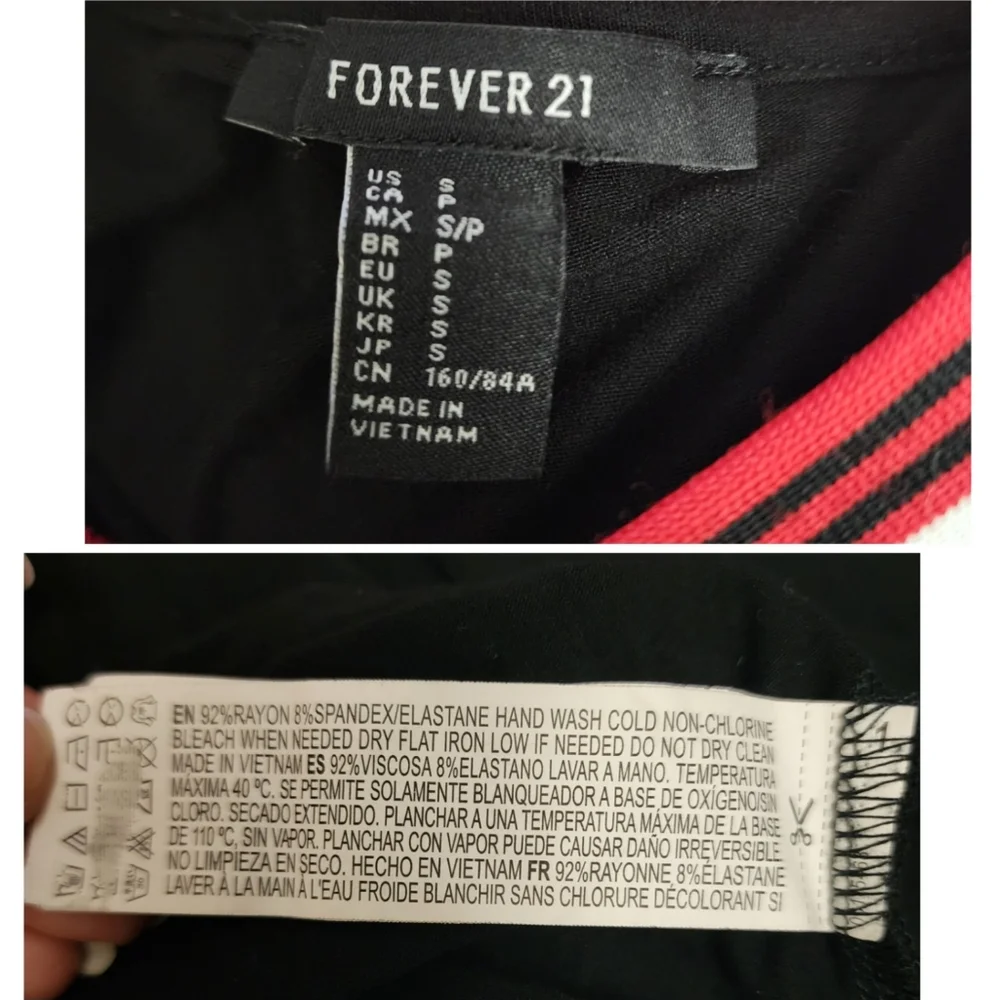 FOREVER 21
US S
CA P
MX S/P
BR P
EU S
UK S
KR S
JP S
CN 160/84A
MADE IN
VIETNAM
EN 92%RAYON 8%SPANDEX/ELASTANE HAND WASH COLD NON-CHLORINE
BLEACH WHEN NEEDED DRY FLAT IRON LOW IF NEEDED DO NOT DRY CLEAN
MADE IN VIETNAM ES 92%VISCOSA 8%ELASTANO LAVAR A MANO. TEMPERATURA
MÁXIMA 40 ºC. SE PERMITE SOLAMENTE BLANQUEADOR A BASE DE OXÍGENO/SIN
CLORO. SECADO EXTENDIDO. PLANCHAR A UNA TEMPERATURA MÁXIMA DE LA BASE
DE 110 ºC, SIN VAPOR. PLANCHAR CON VAPOR PUEDE CAUSAR DAÑO IRREVERSIBLE.
NO LIMPIEZA EN SECO. HECHO EN VIETNAM FR 92%RAYONNE 8%ÉLASTANE
LAVER À LA MAIN À L'EAU FROIDE BLANCHIR SANS CHLORURE DÉCOLORANT SI